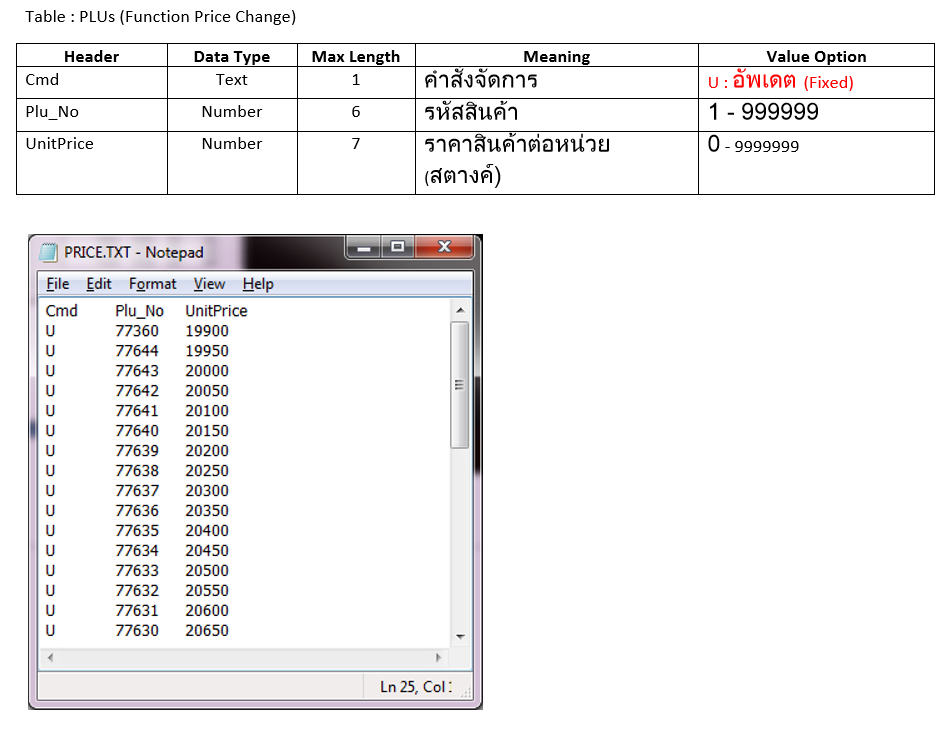 Table : PLUs (Function Price Change)
Header Data Type Max Length Meaning Value Option
Cmd Text 1 คำสั่งจัดการ U : อัพเดต (Fixed)
Plu_No Number 6 รหัสสินค้า 1 - 999999
UnitPrice Number 7 ราคาสินค้าต่อหน่วย 0 - 9999999
(สตางค์)
PRICE.TXT - Notepad
File Edit Format View Help
Cmd Plu_No UnitPrice
U 77360 19900
U 77644 19950
U 77643 20000
U 77642 20050
U 77641 20100
U 77640 20150
U 77639 20200
U 77638 20250
U 77637 20300
U 77636 20350
U 77635 20400
U 77634 20450
U 77633 20500
U 77632 20550
U 77631 20600
U 77630 20650
Ln 25, Col